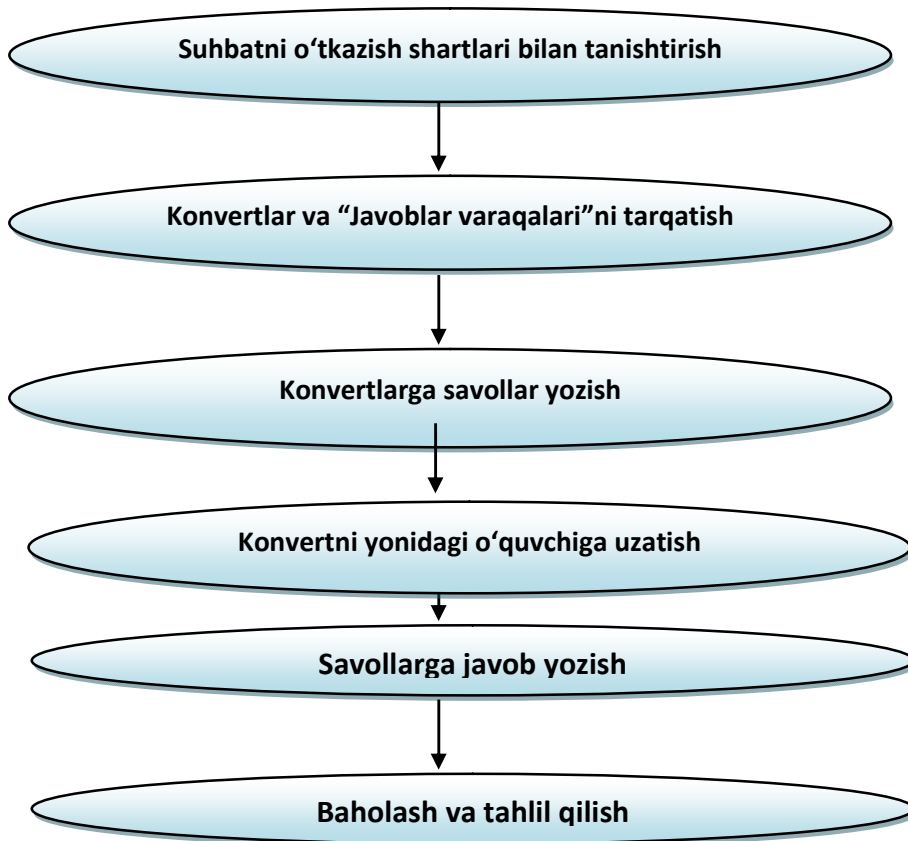 Suhbatni o‘tkazish shartlari bilan tanishtirish
Konvertlar va “Javoblar varaqalari”ni tarqatish
Konvertlarga savollar yozish
Konvertni yonidagi o‘quvchiga uzatish
Savollarga javob yozish
Baholash va tahlil qilish